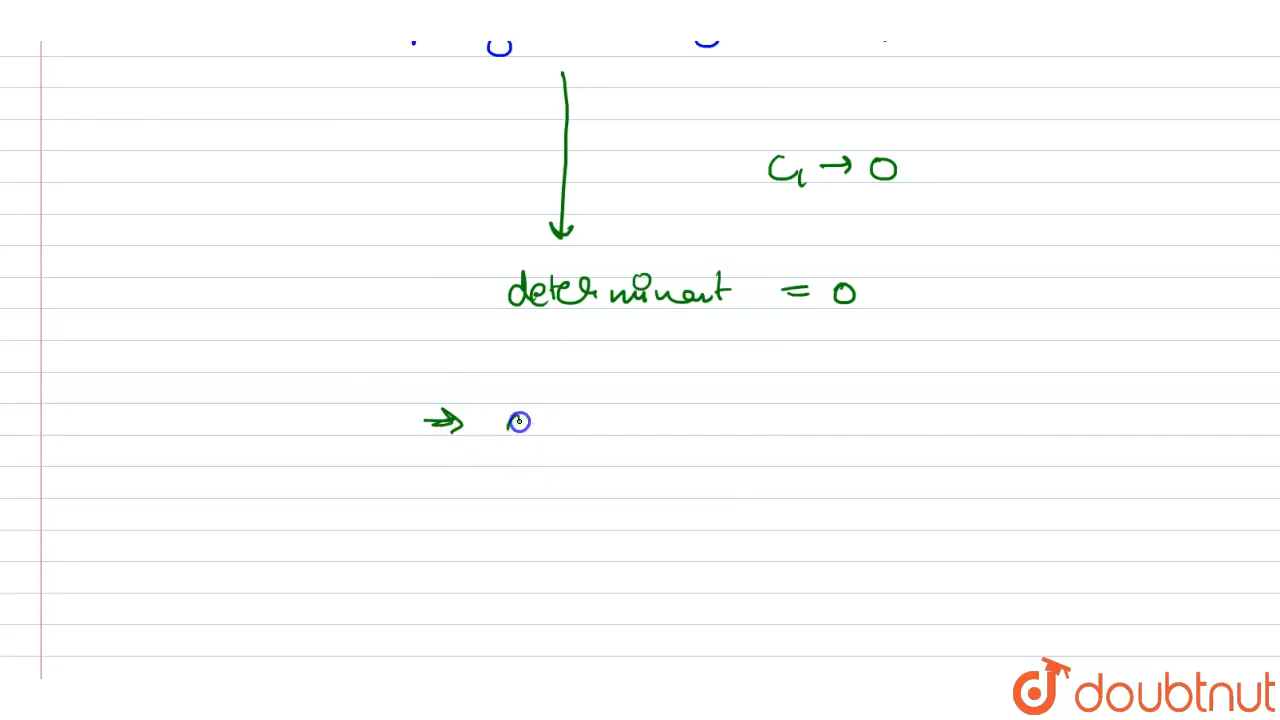 C₁ → 0
determinant = 0
→
doubtnut